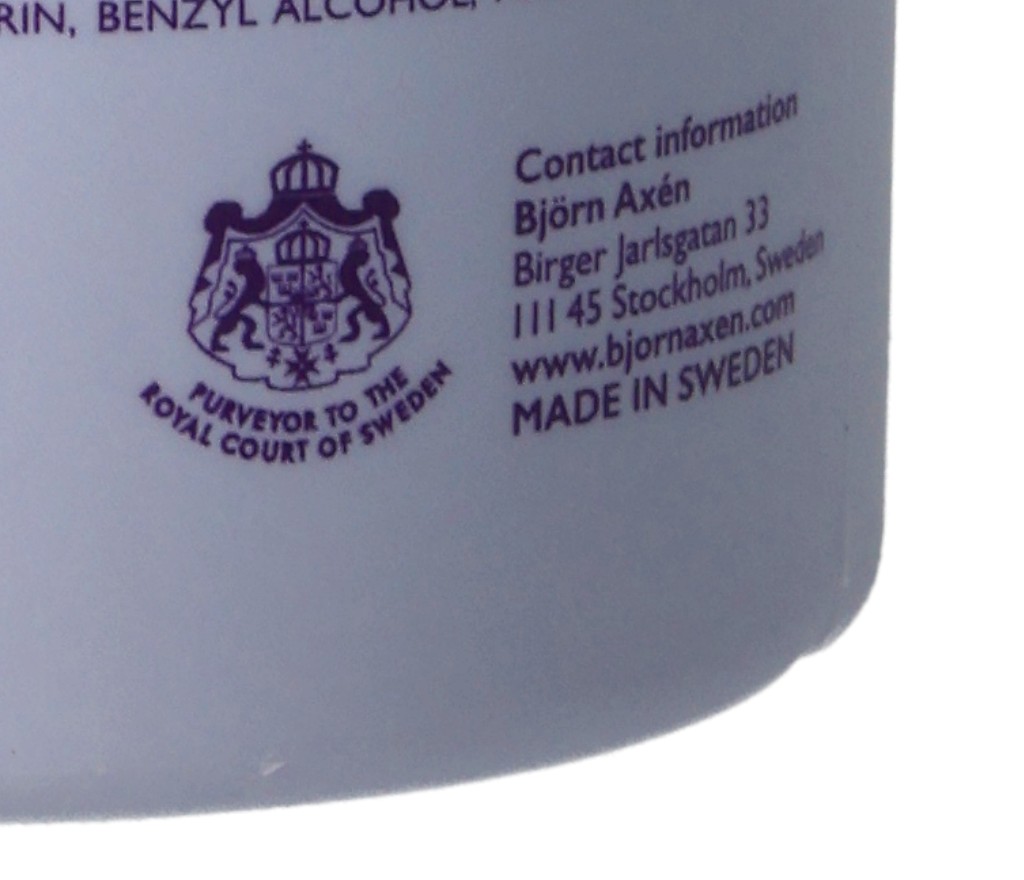 RIN, BENZYL ALCOHOL,
PURVEYOR TO THE
ROYAL COURT OF SWEDEN
Contact information
Björn Axén
Birger Jarlsgatan 33
111 45 Stockholm, Sweden
www.bjornaxen.com
MADE IN SWEDEN